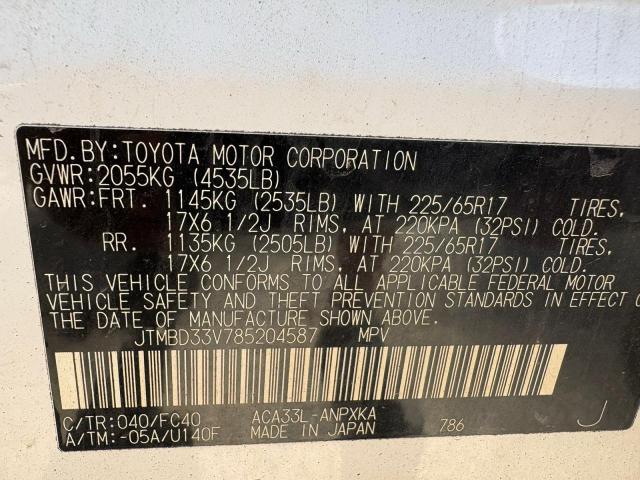 MFD.BY:TOYOTA MOTOR CORPORATION
GVWR:2055KG (4535LB)
GAWR:FRT. 1145KG (2535LB) WITH 225/65R17 TIRES,
17X6 1/2J RIMS, AT 220KPA (32PSI) COLD.
RR. 1135KG (2505LB) WITH 225/65R17 TIRES,
17X6 1/2J RIMS, AT 220KPA (32PSI) COLD.
THIS VEHICLE CONFORMS TO ALL APPLICABLE FEDERAL MOTOR
VEHICLE SAFETY AND THEFT PREVENTION STANDARDS IN EFFECT O
THE DATE OF MANUFACTURE SHOWN ABOVE.
JTMBD33V785204587 MPV
C/TR:040/FC40 ACA33L-ANPXKA J
A/TM:-05A/U140F MADE IN JAPAN 786